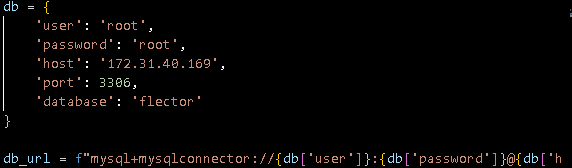 db = {
    'user': 'root',
    'password': 'root',
    'host': '172.31.40.169',
    'port': 3306,
    'database': 'flector'
}
db_url = f"mysql+mysqlconnector://{db['user']}:{db['password']}@{db['h